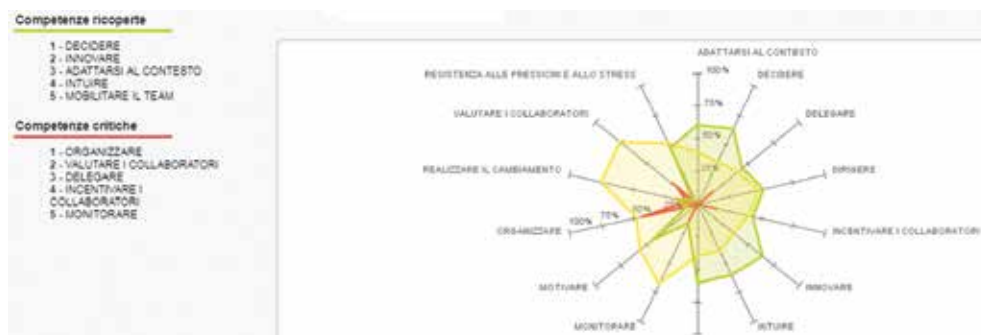 Competenze ricoperte
1 - DECIDERE
2 - INNOVARE
3 - ADATTARSI AL CONTESTO
4 - INTUIRE
5 - MOBILITARE IL TEAM
Competenze critiche
1 - ORGANIZZARE
2 - VALUTARE I COLLABORATORI
3 - DELEGARE
4 - INCENTIVARE I
COLLABORATORI
5 - MONITORARE
ADATTARSI AL CONTESTO
RESISTENZA ALLE PRESSIONI E ALLO STRESS
100%
DECIDERE
75%
VALUTARE I COLLABORATORI
DELEGARE
50%
REALIZZARE IL CAMBIAMENTO
DIRIGERE
100%
75%
50%
ORGANIZZARE
INCENTIVARE I COLLABORATORI
MOTIVARE
INNOVARE
MONITORARE
INTUIRE